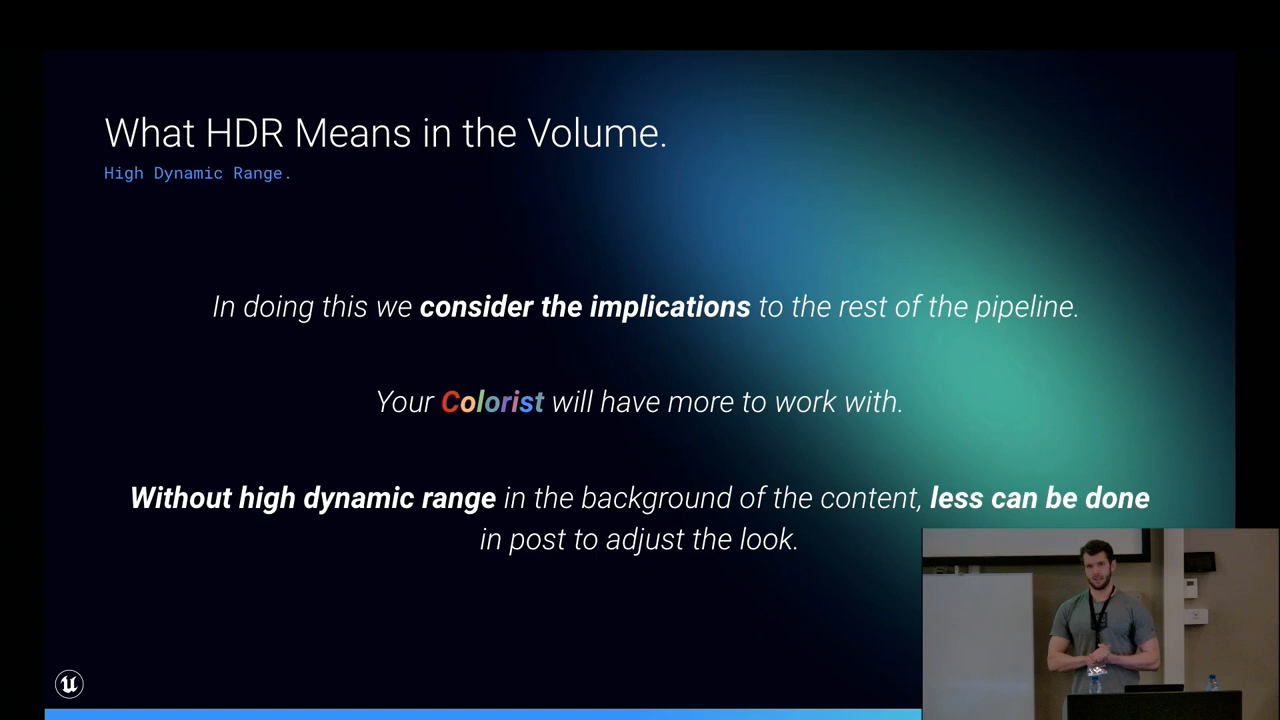 What HDR Means in the Volume.
High Dynamic Range.
In doing this we consider the implications to the rest of the pipeline.
Your Colorist will have more to work with.
Without high dynamic range in the background of the content, less can be done
in post to adjust the look.